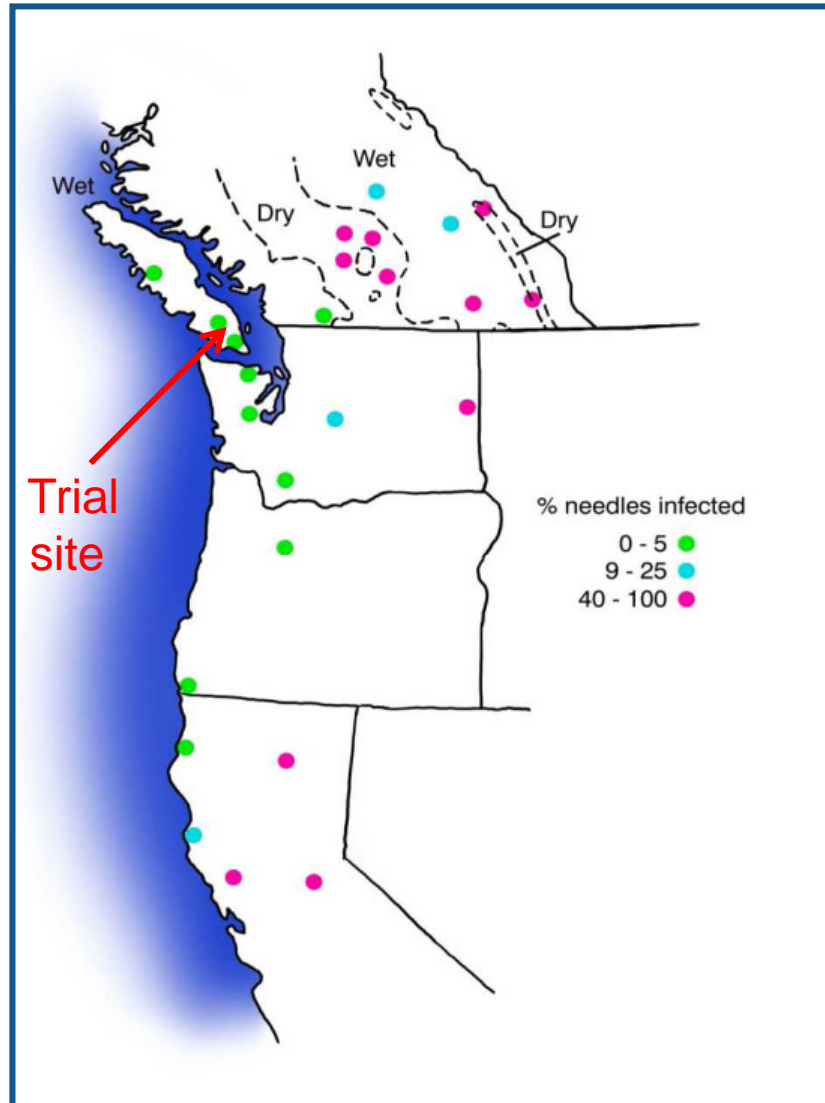 Wet
Wet
Dry
Dry
Trial
site
% needles infected
0 - 5
9 - 25
40 - 100